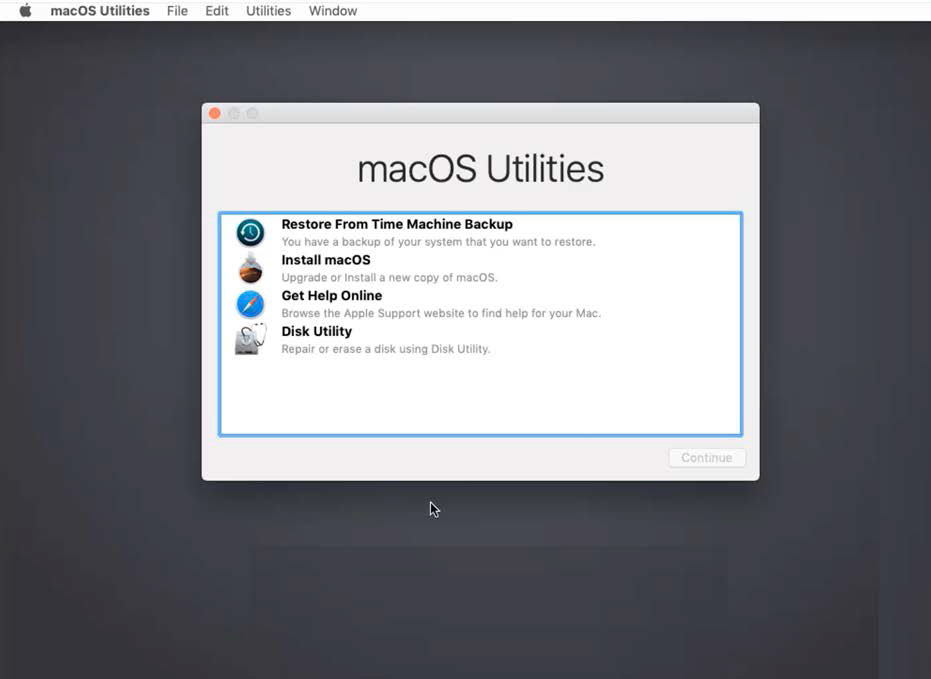 macOS Utilities File Edit Utilities Window
macOS Utilities
Restore From Time Machine Backup
You have a backup of your system that you want to restore.
Install macOS
Upgrade or Install a new copy of macOS.
Get Help Online
Browse the Apple Support website to find help for your Mac.
Disk Utility
Repair or erase a disk using Disk Utility.
Continue